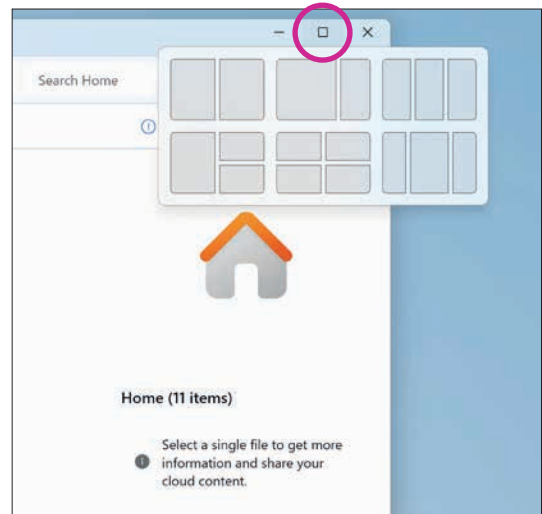 Search Home
Home (11 items)
Select a single file to get more
information and share your
cloud content.